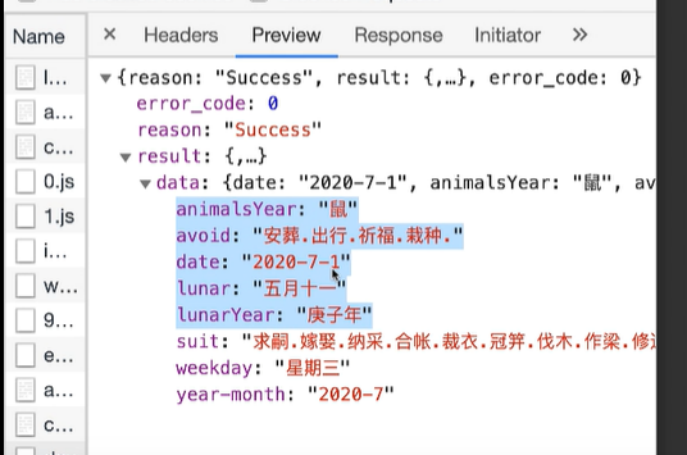 Name
Headers Preview Response Initiator
l...
a...
c...
0.js
1.js
i...
w...
9...
e...
a...
c...
{reason: "Success", result: {,…}, error_code: 0}
error_code: 0
reason: "Success"
result: {,…}
data: {date: "2020-7-1", animalsYear: "鼠", av
animalsYear: "鼠"
avoid: "安葬.出行.祈福.栽种."
date: "2020-7-1"
lunar: "五月十一"
lunarYear: "庚子年"
suit: "求嗣.嫁娶.纳采.合帐.裁衣.冠笄.伐木.作梁.修
weekday: "星期三"
year-month: "2020-7"